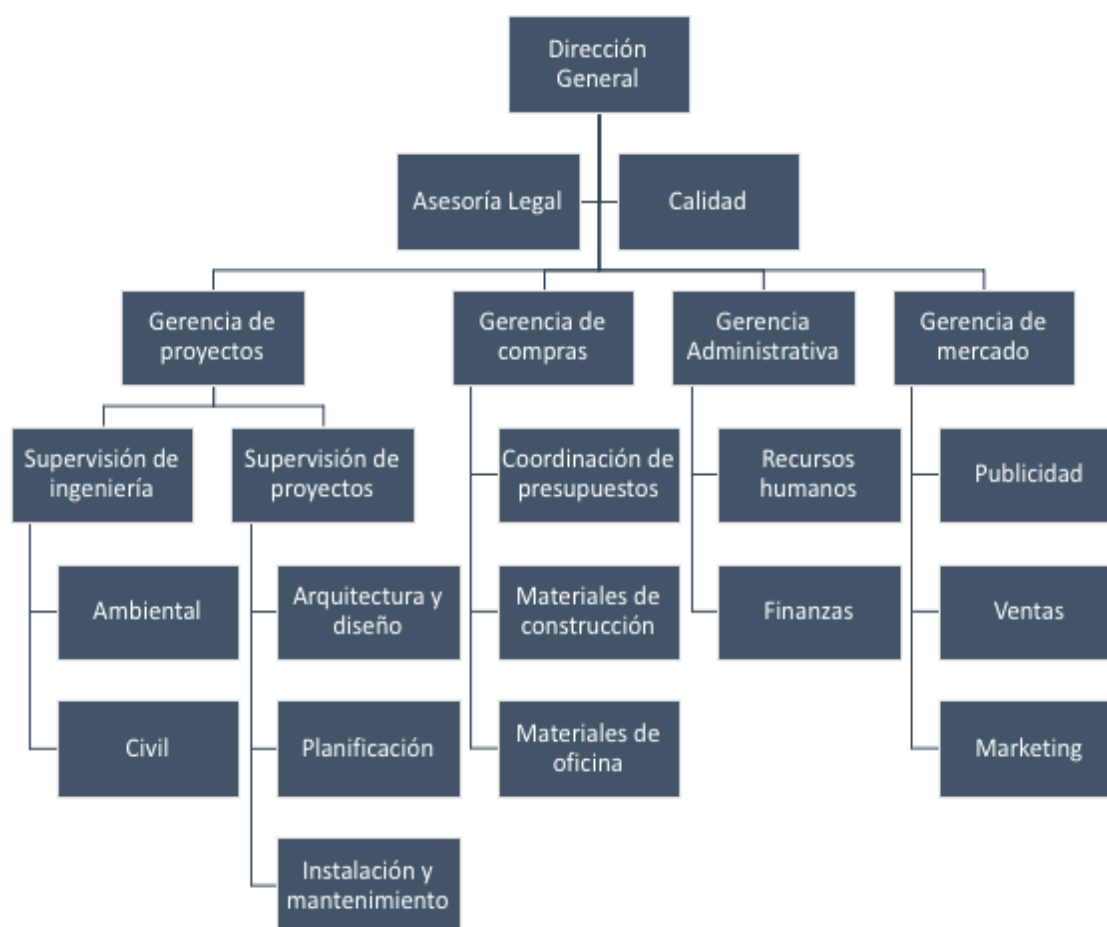 Dirección
General
Asesoría Legal
Calidad
Gerencia de
proyectos
Gerencia de
compras
Gerencia
Administrativa
Gerencia de
mercado
Supervisión de
ingeniería
Supervisión de
proyectos
Coordinación de
presupuestos
Recursos
humanos
Publicidad
Ambiental
Arquitectura y
diseño
Materiales de
construcción
Finanzas
Ventas
Civil
Planificación
Materiales de
oficina
Marketing
Instalación y
mantenimiento